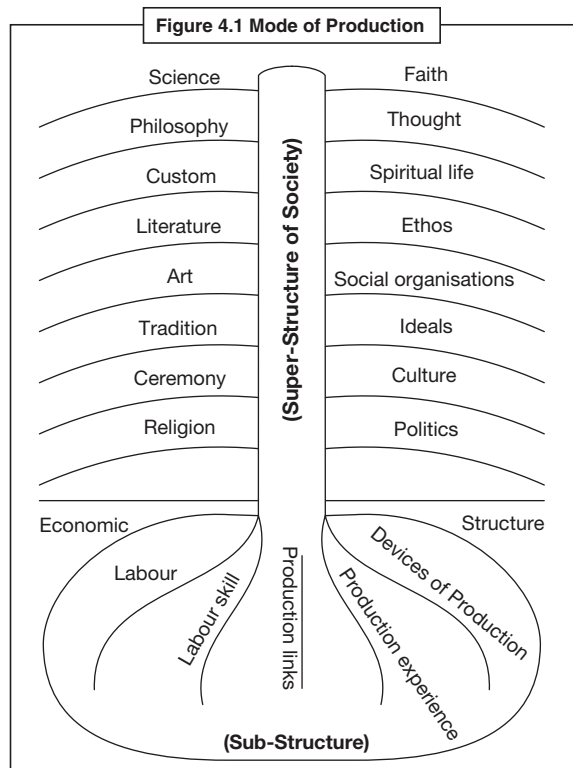 Figure 4.1 Mode of Production
Science
Faith
Philosophy
Thought
Custom
Spiritual life
Literature
Ethos
Art
Social organisations
Tradition
Ideals
Ceremony
Culture
Religion
Politics
(Super-Structure of Society)
Economic
Structure
Labour
Labour skill
Production links
Production experience
Devices of Production
(Sub-Structure)